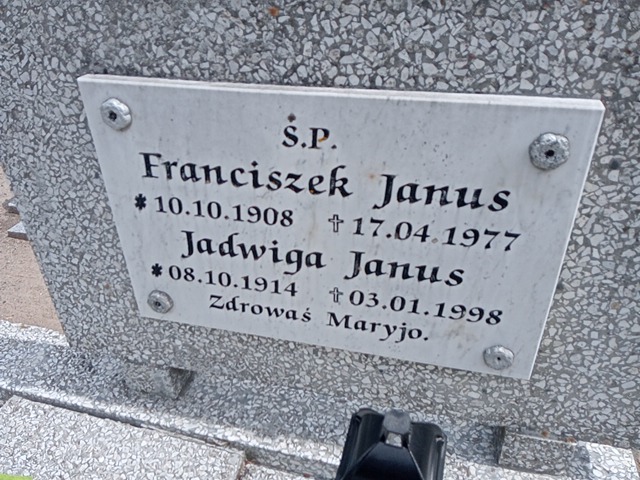 Ś.P.
Franciszek Janus
* 10.10.1908 ✝ 17.04.1977
Jadwiga Janus
* 08.10.1914 ✝ 03.01.1998
Zdrowaś Maryjo.